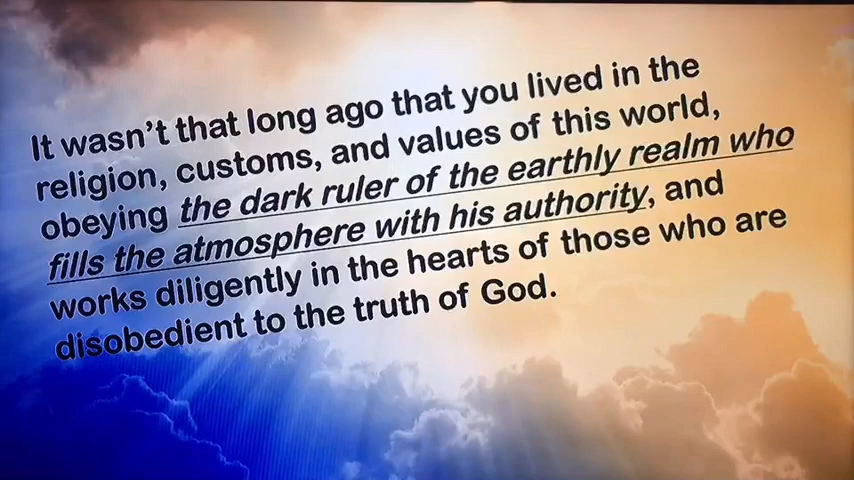 It wasn't that long ago that you lived in the
religion, customs, and values of this world,
obeying the dark ruler of the earthly realm who
fills the atmosphere with his authority, and
works diligently in the hearts of those who are
disobedient to the truth of God.